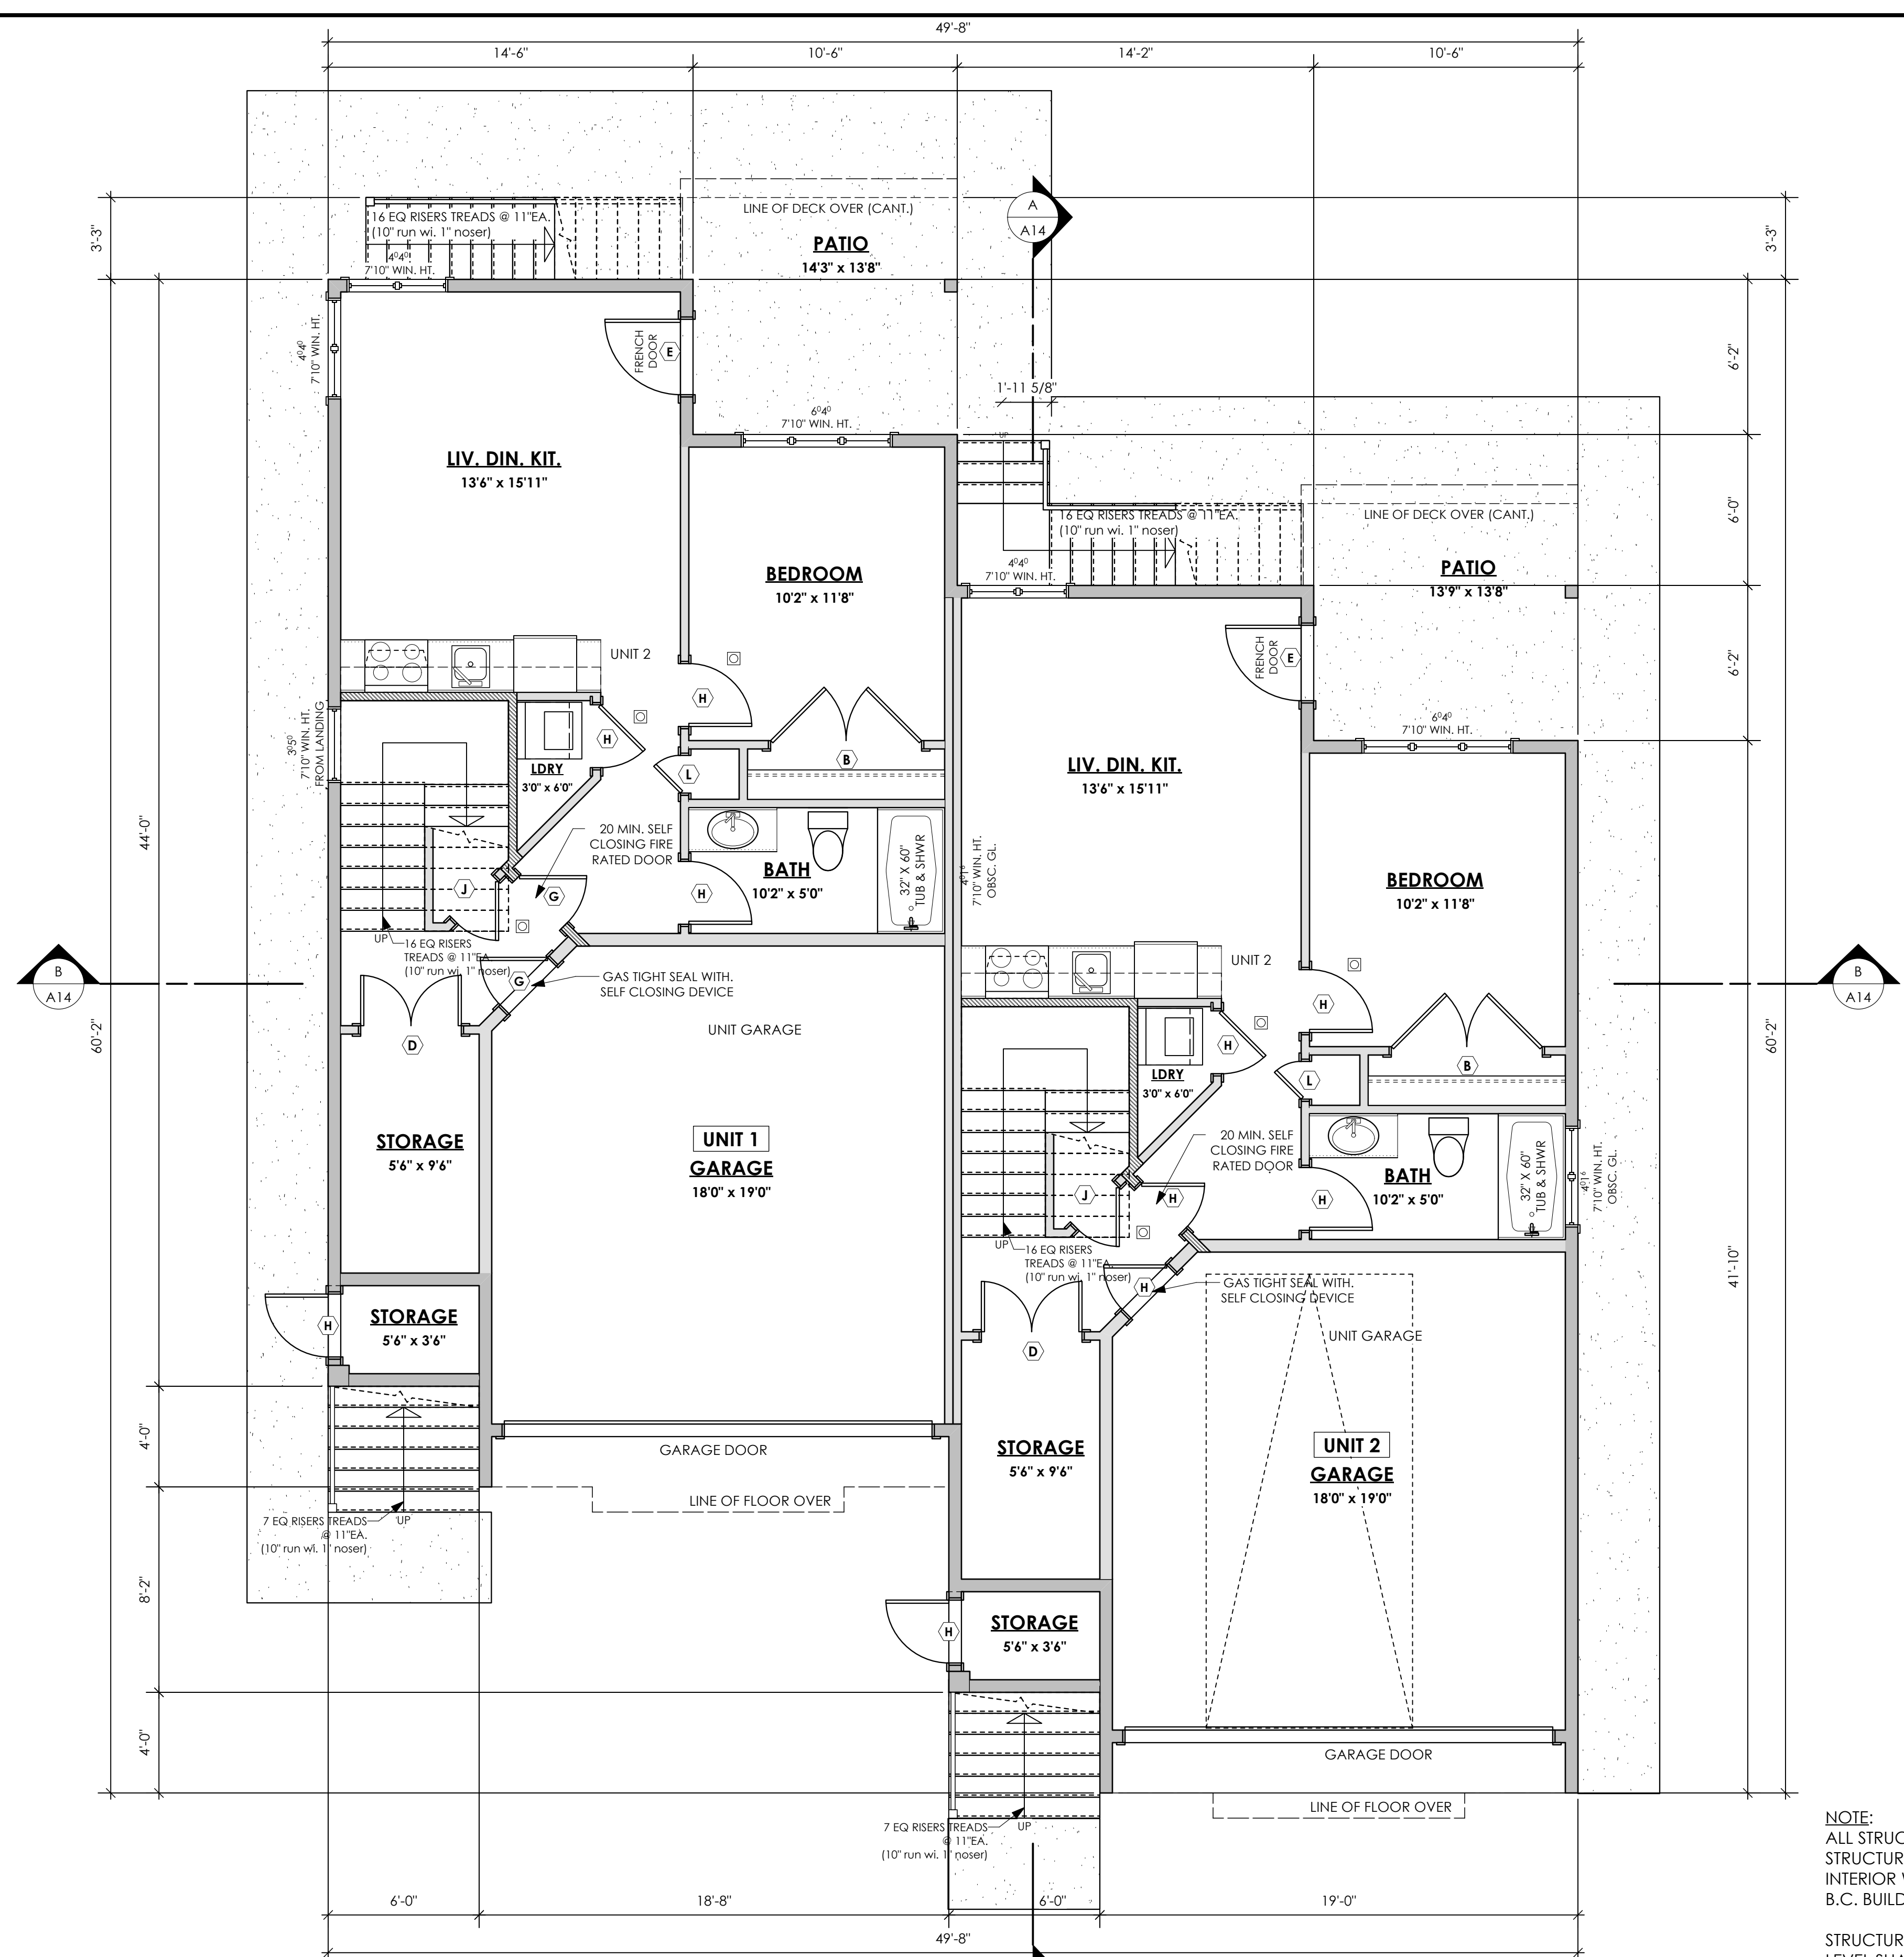 49'-8"
14'-6"
10'-6"
14'-2"
10'-6"
3'-3"
3'-3"
16 EQ RISERS TREADS @ 11"EA.
(10" run wi. 1" noser)
4⁰4⁰
7'10" WIN. HT.
LINE OF DECK OVER (CANT.)
PATIO
14'3" x 13'8"
A
A14
4⁰4⁰
7'10" WIN. HT.
FRENCH
DOOR
E
6'-2"
1'-11 5/8"
6⁰4⁰
7'10" WIN. HT.
UP
LIV. DIN. KIT.
13'6" x 15'11"
6'-0"
16 EQ RISERS TREADS @ 11"EA.
(10" run wi. 1" noser)
LINE OF DECK OVER (CANT.)
4⁰4⁰
7'10" WIN. HT.
BEDROOM
10'2" x 11'8"
PATIO
13'9" x 13'8"
UNIT 2
FRENCH
DOOR
E
6'-2"
H
3⁰5⁰
7'10" WIN. HT.
FROM LANDING
H
6⁰4⁰
7'10" WIN. HT.
LDRY
3'0" x 6'0"
L
B
LIV. DIN. KIT.
13'6" x 15'11"
44'-0"
20 MIN. SELF
CLOSING FIRE
RATED DOOR
BATH
10'2" x 5'0"
32" X 60"
TUB & SHWR
4⁰1⁶
7'10" WIN. HT.
OBSC. GL.
BEDROOM
10'2" x 11'8"
J
G
H
UP
16 EQ RISERS
TREADS @ 11"EA.
(10" run wi. 1" noser)
B
A14
G
GAS TIGHT SEAL WITH.
SELF CLOSING DEVICE
UNIT 2
B
A14
H
60'-2"
D
UNIT GARAGE
H
60'-2"
LDRY
3'0" x 6'0"
L
B
STORAGE
5'6" x 9'6"
UNIT 1
GARAGE
18'0" x 19'0"
20 MIN. SELF
CLOSING FIRE
RATED DOOR
BATH
10'2" x 5'0"
32" X 60"
TUB & SHWR
4⁰1⁶
7'10" WIN. HT.
OBSC. GL.
J
H
H
UP
16 EQ RISERS
TREADS @ 11"EA.
(10" run wi. 1" noser)
41'-10"
H
GAS TIGHT SEAL WITH.
SELF CLOSING DEVICE
STORAGE
5'6" x 3'6"
H
D
UNIT GARAGE
4'-0"
GARAGE DOOR
STORAGE
5'6" x 9'6"
UNIT 2
GARAGE
18'0" x 19'0"
LINE OF FLOOR OVER
7 EQ RISERS TREADS
@ 11"EA.
(10" run wi. 1" noser)
UP
8'-2"
STORAGE
5'6" x 3'6"
H
4'-0"
GARAGE DOOR
LINE OF FLOOR OVER
7 EQ RISERS TREADS
@ 11"EA.
(10" run wi. 1" noser)
UP
NOTE:
ALL STRUC
STRUCTUR
INTERIOR
B.C. BUILD
6'-0"
18'-8"
6'-0"
19'-0"
49'-8"
STRUCTUR